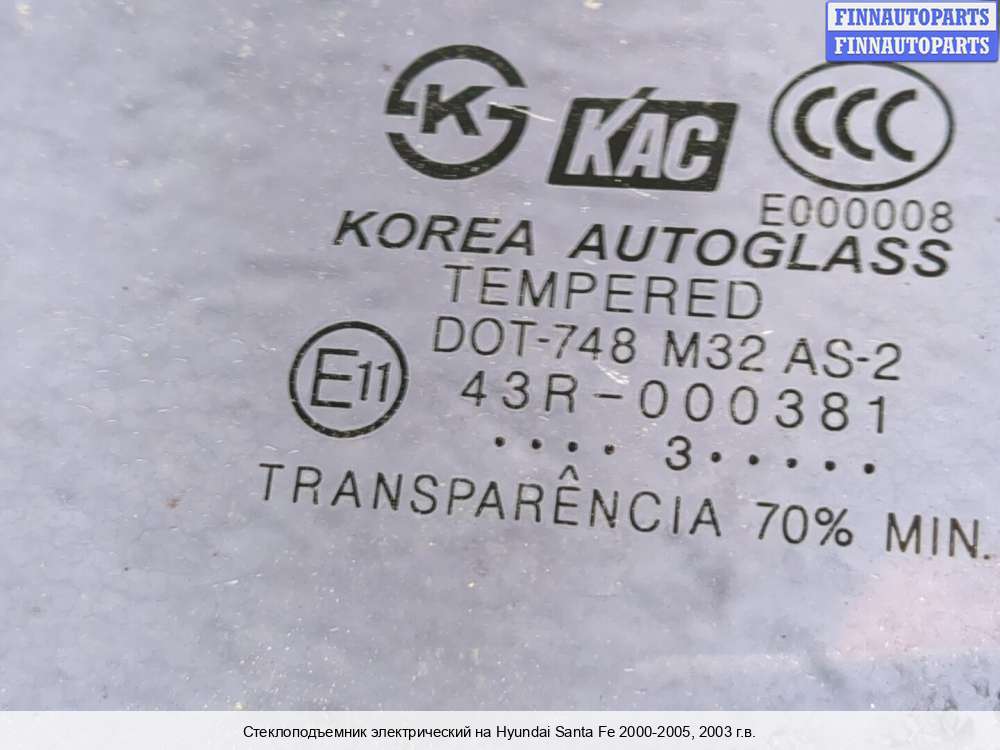 FINNAUTOPARTS
FINNAUTOPARTS
K
KAC
CCC
E000008
KOREA AUTOGLASS
TEMPERED
DOT-748 M32 AS-2
E11
43R-000381
.... 3.....
TRANSPARÊNCIA 70% MIN.
Стеклоподъемник электрический на Hyundai Santa Fe 2000-2005, 2003 г.в.